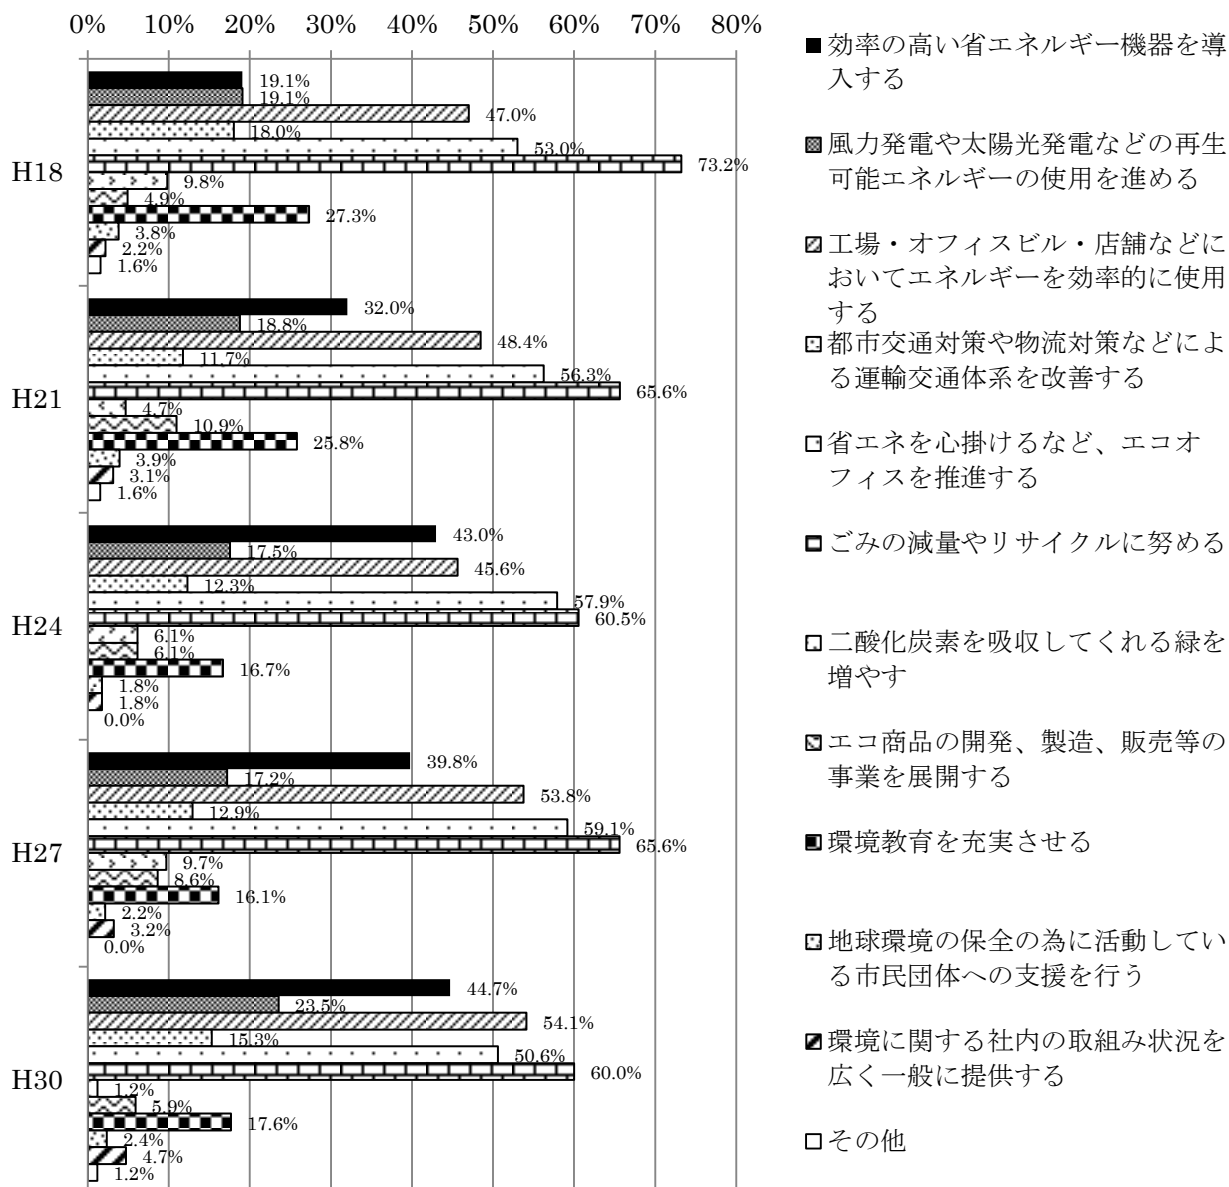 0% 10% 20% 30% 40% 50% 60% 70% 80%
H18
19.1%
19.1%
47.0%
18.0%
53.0%
73.2%
9.8%
4.9%
27.3%
3.8%
2.2%
1.6%
H21
32.0%
18.8%
48.4%
11.7%
56.3%
65.6%
4.7%
10.9%
25.8%
3.9%
3.1%
1.6%
H24
43.0%
17.5%
45.6%
12.3%
57.9%
60.5%
6.1%
6.1%
16.7%
1.8%
1.8%
0.0%
H27
39.8%
17.2%
53.8%
12.9%
59.1%
65.6%
9.7%
8.6%
16.1%
2.2%
3.2%
0.0%
H30
44.7%
23.5%
54.1%
15.3%
50.6%
60.0%
1.2%
5.9%
17.6%
2.4%
4.7%
1.2%
効率の高い省エネルギー機器を導
入する
風力発電や太陽光発電などの再生
可能エネルギーの使用を進める
工場・オフィスビル・店舗などに
おいてエネルギーを効率的に使用
する
都市交通対策や物流対策などによ
る運輸交通体系を改善する
省エネを心掛けるなど、エコオ
フィスを推進する
ごみの減量やリサイクルに努める
二酸化炭素を吸収してくれる緑を
増やす
エコ商品の開発、製造、販売等の
事業を展開する
環境教育を充実させる
地球環境の保全の為に活動してい
る市民団体への支援を行う
環境に関する社内の取組み状況を
広く一般に提供する
その他